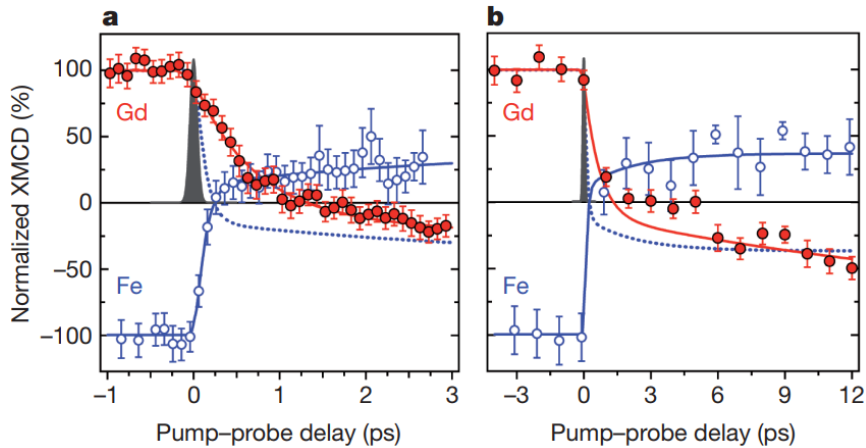 a
b
Normalized XMCD (%)
100
50
0
−50
−100
Gd
Fe
−1
0
1
2
3
Pump–probe delay (ps)
Gd
Fe
−3
0
3
6
9
12
Pump–probe delay (ps)